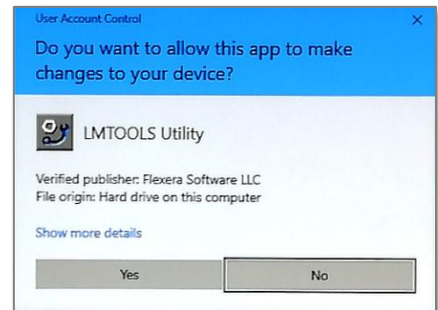 User Account Control
Do you want to allow this app to make
changes to your device?
LMTOOLS Utility
Verified publisher: Flexera Software LLC
File origin: Hard drive on this computer
Show more details
Yes
No